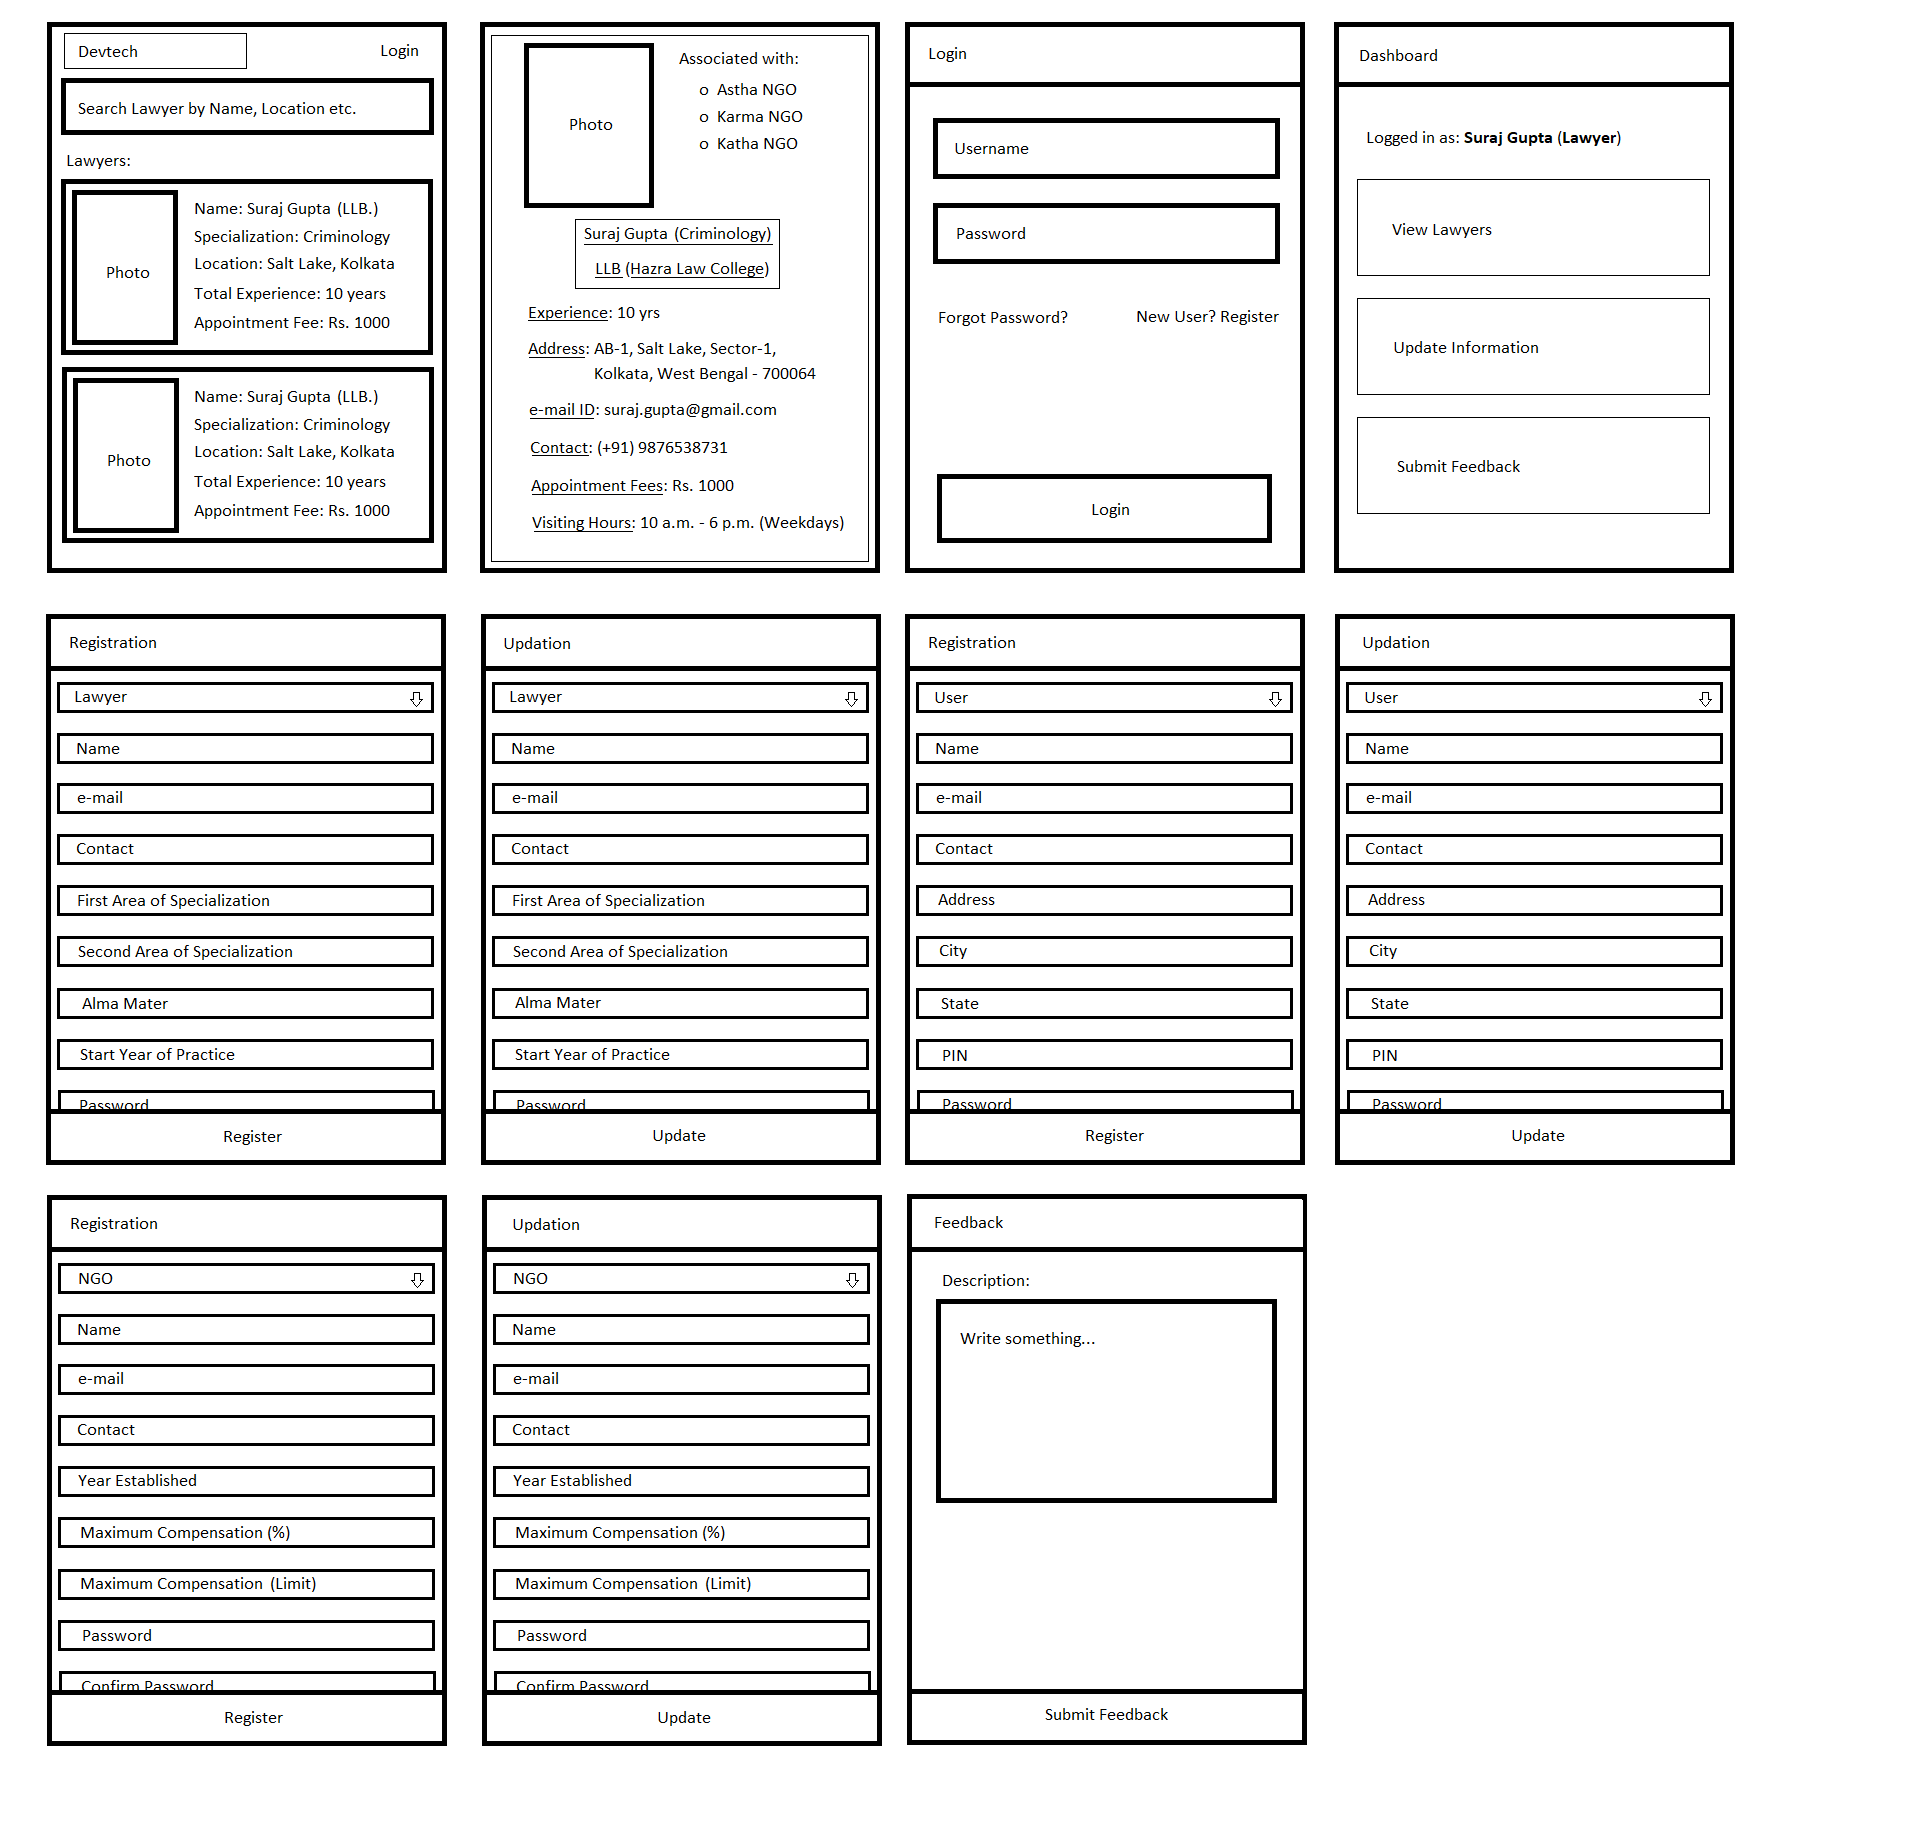 Devtech
Login
Search Lawyer by Name, Location etc.
Lawyers:
Photo
Name: Suraj Gupta (LLB.)
Specialization: Criminology
Location: Salt Lake, Kolkata
Total Experience: 10 years
Appointment Fee: Rs. 1000
Photo
Name: Suraj Gupta (LLB.)
Specialization: Criminology
Location: Salt Lake, Kolkata
Total Experience: 10 years
Appointment Fee: Rs. 1000
Photo
Associated with:
o Astha NGO
o Karma NGO
o Katha NGO
Suraj Gupta (Criminology)
LLB (Hazra Law College)
Experience: 10 yrs
Address: AB-1, Salt Lake, Sector-1,
Kolkata, West Bengal - 700064
e-mail ID: suraj.gupta@gmail.com
Contact: (+91) 9876538731
Appointment Fees: Rs. 1000
Visiting Hours: 10 a.m. - 6 p.m. (Weekdays)
Login
Username
Password
Forgot Password?
New User? Register
Login
Dashboard
Logged in as: Suraj Gupta (Lawyer)
View Lawyers
Update Information
Submit Feedback
Registration
Lawyer
Name
e-mail
Contact
First Area of Specialization
Second Area of Specialization
Alma Mater
Start Year of Practice
Password
Register
Updation
Lawyer
Name
e-mail
Contact
First Area of Specialization
Second Area of Specialization
Alma Mater
Start Year of Practice
Password
Update
Registration
User
Name
e-mail
Contact
Address
City
State
PIN
Password
Register
Updation
User
Name
e-mail
Contact
Address
City
State
PIN
Password
Update
Registration
NGO
Name
e-mail
Contact
Year Established
Maximum Compensation (%)
Maximum Compensation (Limit)
Password
Confirm Password
Register
Updation
NGO
Name
e-mail
Contact
Year Established
Maximum Compensation (%)
Maximum Compensation (Limit)
Password
Confirm Password
Update
Feedback
Description:
Write something...
Submit Feedback